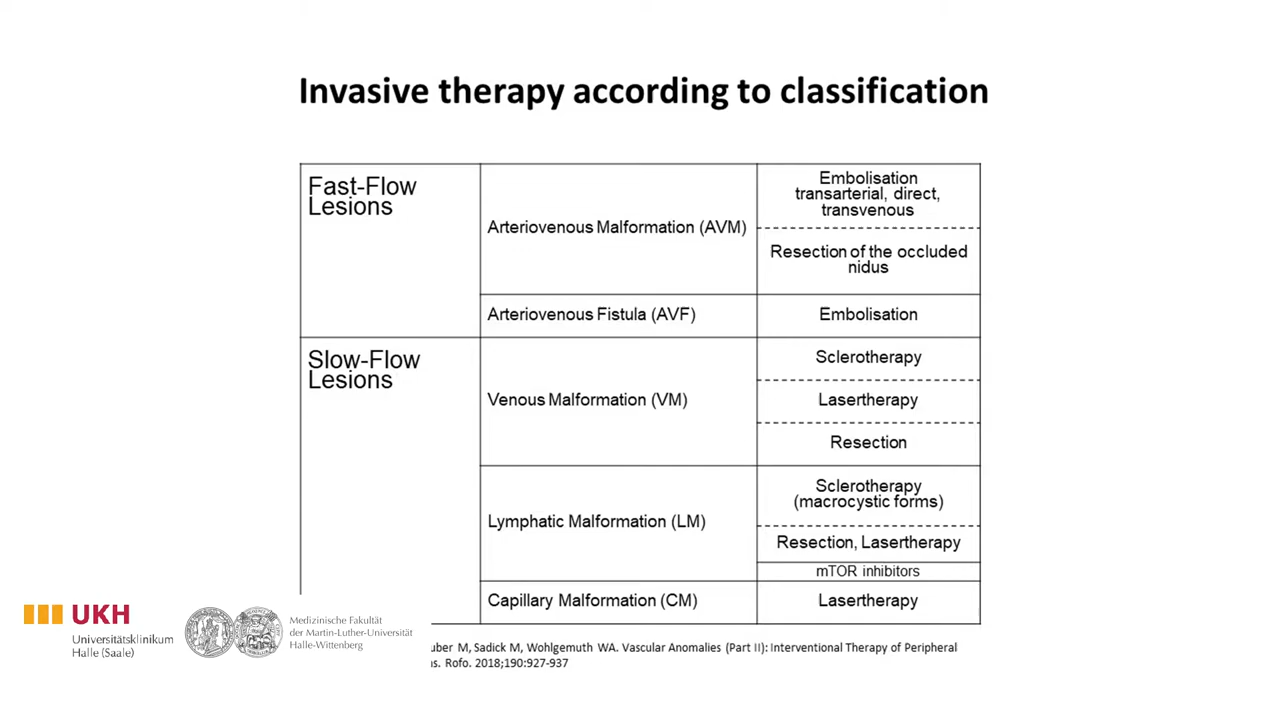 Invasive therapy according to classification
Fast-Flow
Lesions
Arteriovenous Malformation (AVM)
Embolisation
transarterial, direct,
transvenous
Resection of the occluded
nidus
Arteriovenous Fistula (AVF)
Embolisation
Slow-Flow
Lesions
Venous Malformation (VM)
Sclerotherapy
Lasertherapy
Resection
Lymphatic Malformation (LM)
Sclerotherapy
(macrocystic forms)
Resection, Lasertherapy
mTOR inhibitors
Capillary Malformation (CM)
Lasertherapy
UKH
Universitätsklinikum
Halle (Saale)
Medizinische Fakultät
der Martin-Luther-Universität
Halle-Wittenberg
uber M, Sadick M, Wohlgemuth WA. Vascular Anomalies (Part II): Interventional Therapy of Peripheral
ns. Rofo. 2018;190:927-937